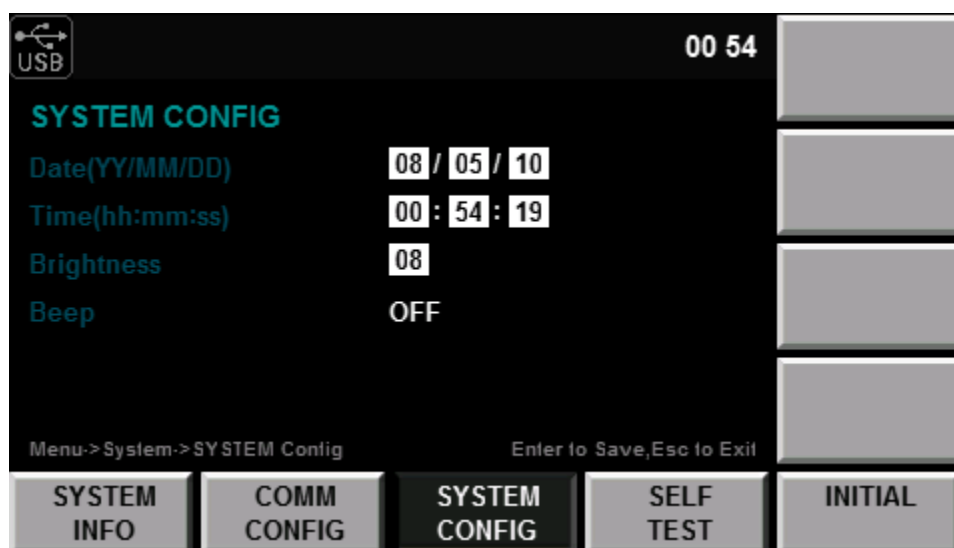 USB
00 54
SYSTEM CONFIG
Date(YY/MM/DD) 08 / 05 / 10
Time(hh:mm:ss) 00 : 54 : 19
Brightness 08
Beep OFF
Menu->System->SYSTEM Config Enter to Save,Esc to Exit
SYSTEM INFO
COMM CONFIG
SYSTEM CONFIG
SELF TEST
INITIAL